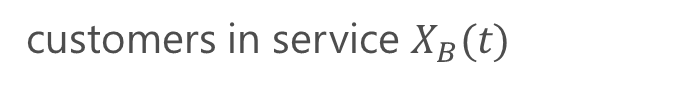 customers in service $X_B(t)$